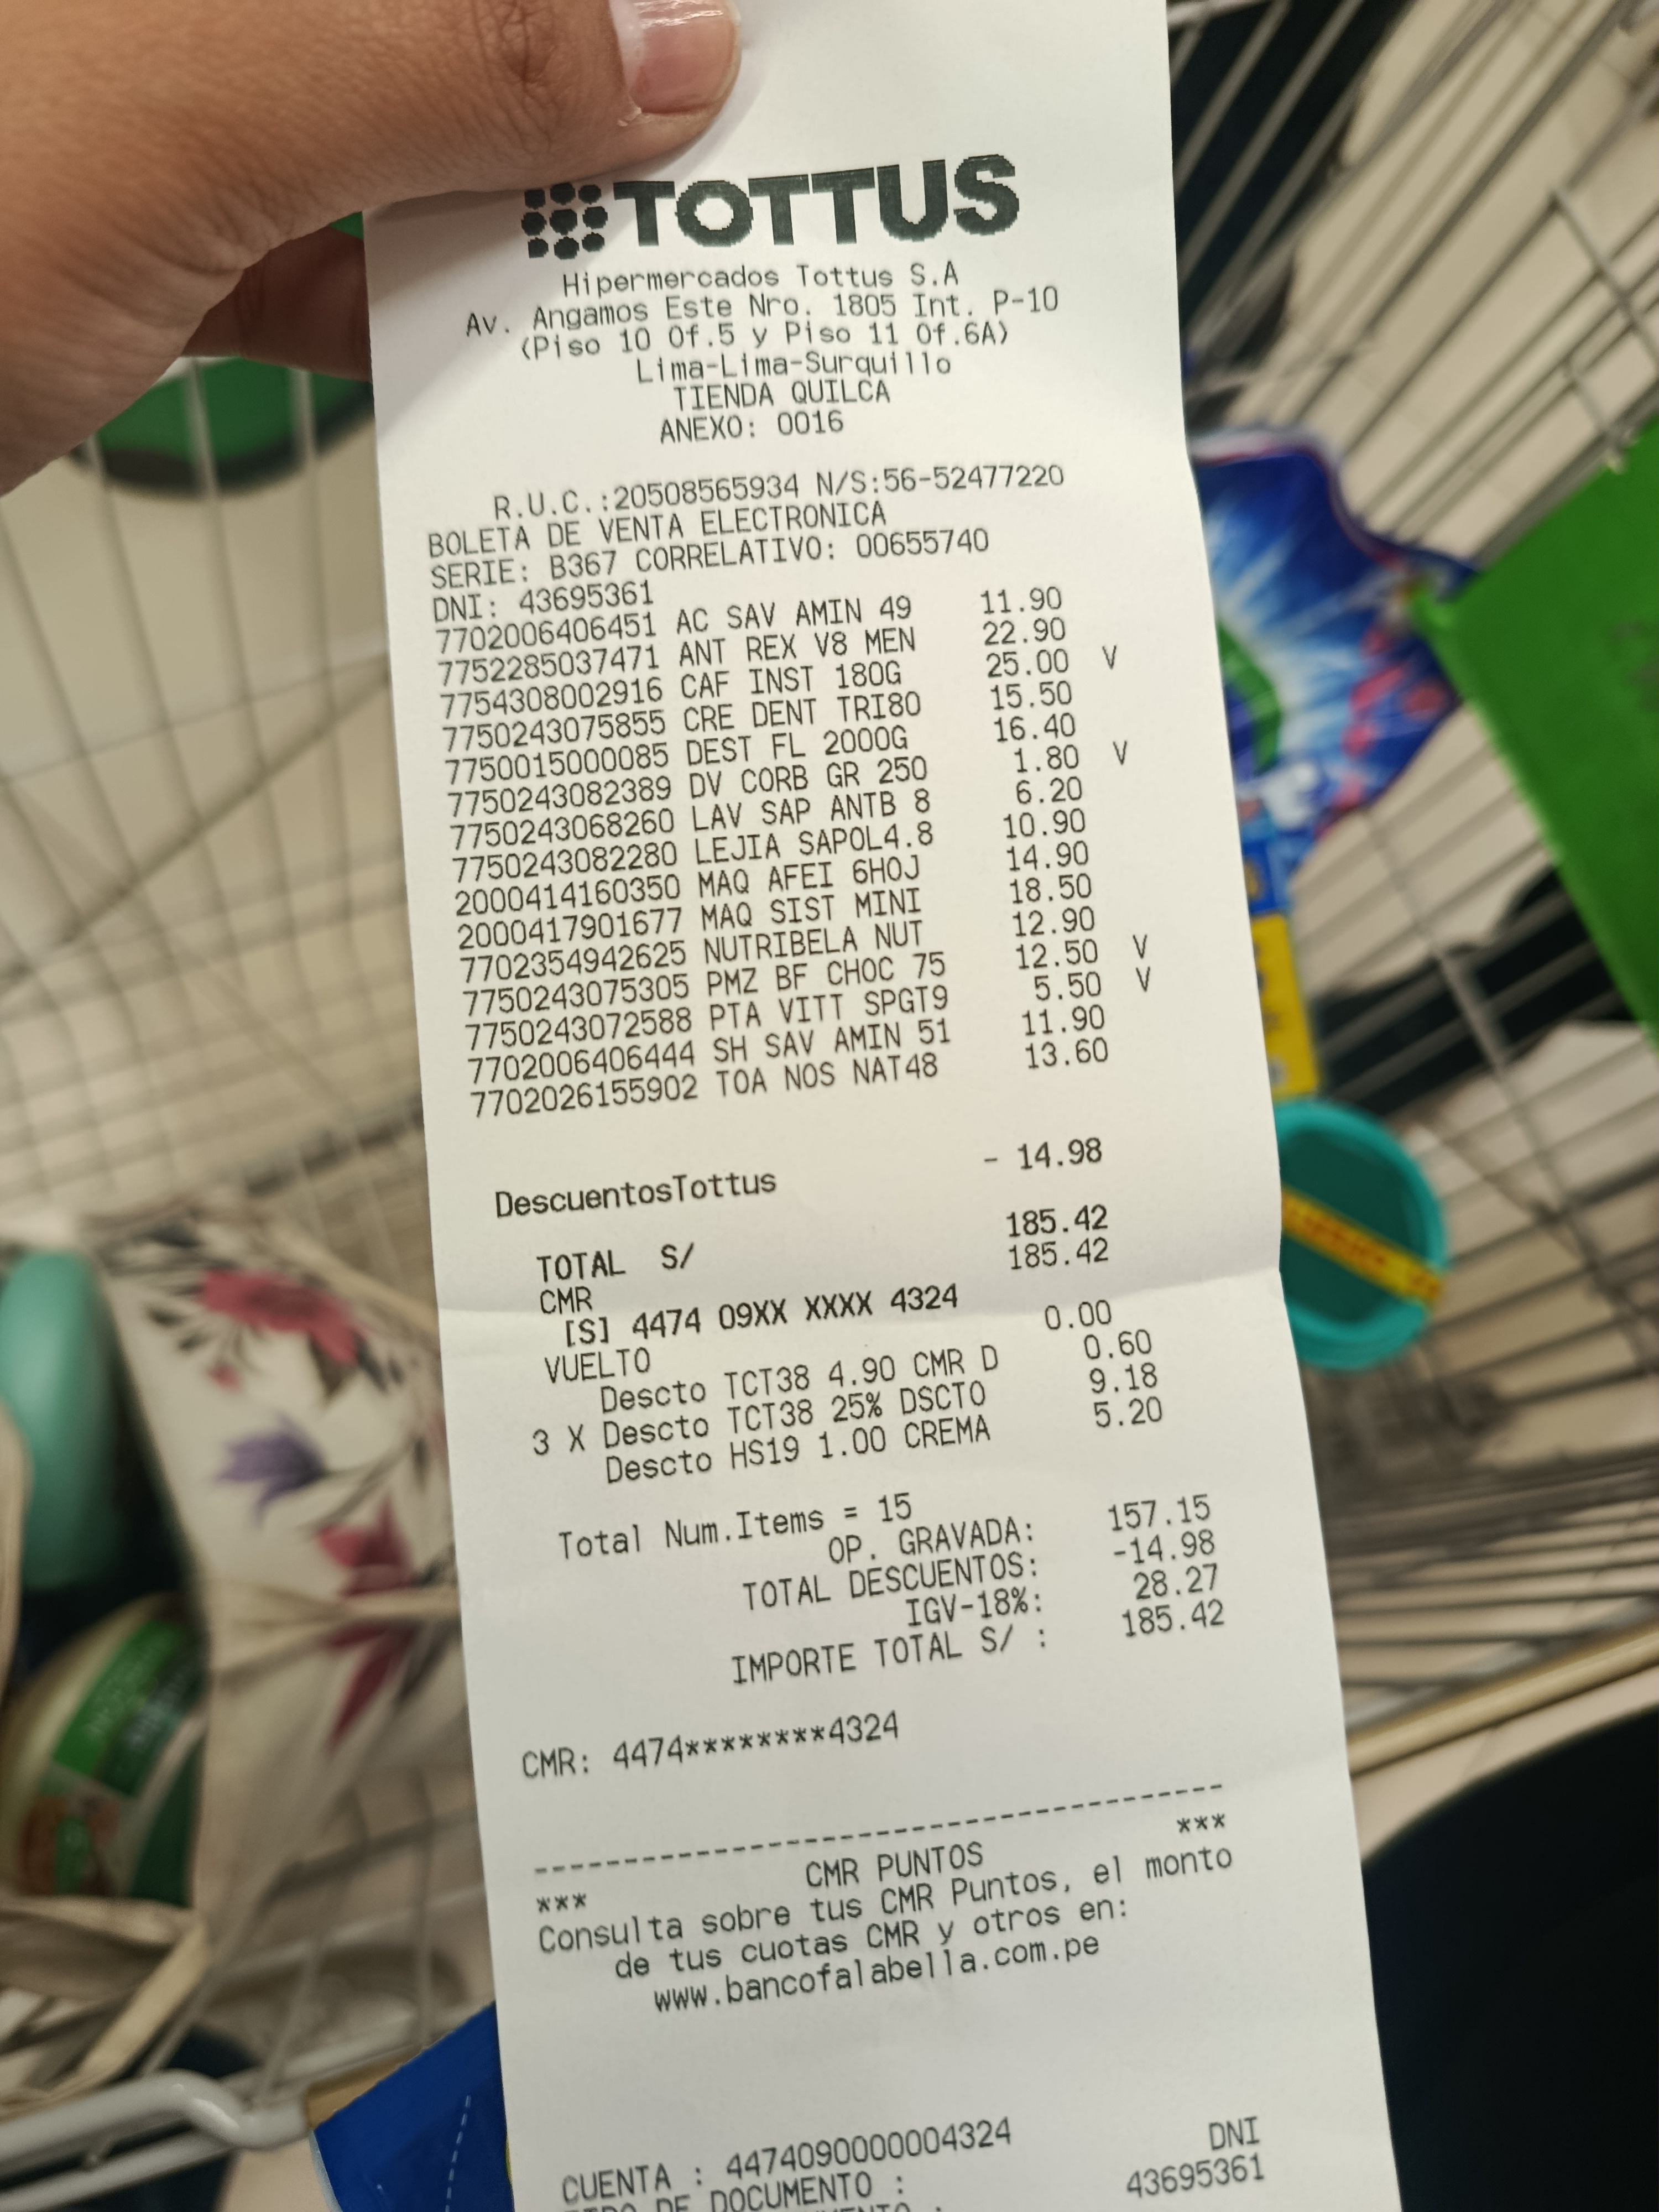 TOTTUS
Hipermercados Tottus S.A
Av. Angamos Este Nro. 1805 Int. P-10
(Piso 10 Of.5 y Piso 11 Of.6A)
Lima-Lima-Surquillo
TIENDA QUILCA
ANEXO: 0016
R.U.C.:20508565934 N/S:56-52477220
BOLETA DE VENTA ELECTRONICA
SERIE: B367 CORRELATIVO: 00655740
DNI: 43695361
7702006406451 AC SAV AMIN 49 11.90
7752285037471 ANT REX V8 MEN 22.90
7754308002916 CAF INST 180G 25.00 V
7750243075855 CRE DENT TRI80 15.50
7750015000085 DEST FL 2000G 16.40
7750243082389 DV CORB GR 250 1.80 V
7750243068260 LAV SAP ANTB 8 6.20
7750243082280 LEJIA SAPOL4.8 10.90
2000414160350 MAQ AFEI 6HOJ 14.90
2000417901677 MAQ SIST MINI 18.50
7702354942625 NUTRIBELA NUT 12.90
7750243075305 PMZ BF CHOC 75 12.50 V
7750243072588 PTA VITT SPGT9 5.50 V
7702006406444 SH SAV AMIN 51 11.90
7702026155902 TOA NOS NAT48 13.60
DescuentosTottus - 14.98
TOTAL S/ 185.42
CMR 185.42
[S] 4474 09XX XXXX 4324
VUELTO 0.00
Descto TCT38 4.90 CMR D 0.60
3 X Descto TCT38 25% DSCTO 9.18
Descto HS19 1.00 CREMA 5.20
Total Num.Items = 15
OP. GRAVADA: 157.15
TOTAL DESCUENTOS: -14.98
IGV-18%: 28.27
IMPORTE TOTAL S/ : 185.42
CMR: 4474********4324
----------------------------------------
*** CMR PUNTOS ***
Consulta sobre tus CMR Puntos, el monto
de tus cuotas CMR y otros en:
www.bancofalabella.com.pe
CUENTA : 4474090000004324
DE DOCUMENTO : DNI
43695361